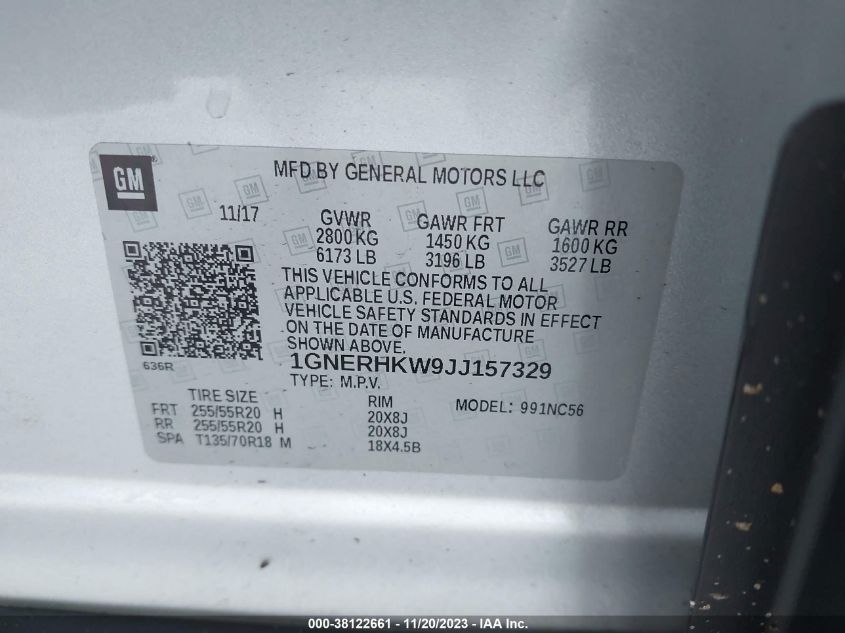 GM
MFD BY GENERAL MOTORS LLC
11/17
GVWR GAWR FRT GAWR RR
2800 KG 1450 KG 1600 KG
6173 LB 3196 LB 3527 LB
THIS VEHICLE CONFORMS TO ALL
APPLICABLE U.S. FEDERAL MOTOR
VEHICLE SAFETY STANDARDS IN EFFECT
ON THE DATE OF MANUFACTURE
SHOWN ABOVE.
636R
1GNERHKW9JJ157329
TYPE: M.P.V.
TIRE SIZE RIM MODEL: 991NC56
FRT 255/55R20 H 20X8J
RR 255/55R20 H 20X8J
SPA T135/70R18 M 18X4.5B
000-38122661 - 11/20/2023 - IAA Inc.